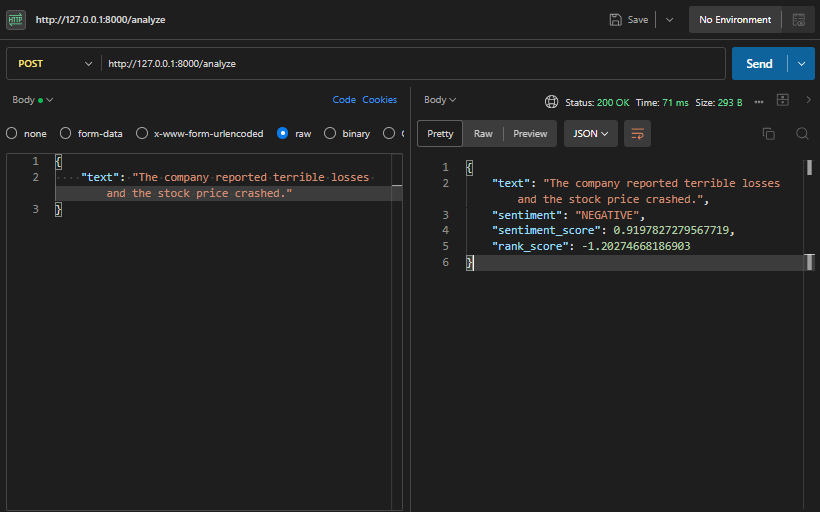 HTTP
http://127.0.0.1:8000/analyze
Save
No Environment
POST
http://127.0.0.1:8000/analyze
Send
Body
Code Cookies
none form-data x-www-form-urlencoded raw binary
1 {
2 ····"text":·"The·company·reported·terrible·losses·
and·the·stock·price·crashed."
3 }
Body
Status: 200 OK Time: 71 ms Size: 293 B
Pretty Raw Preview JSON
1 {
2 "text": "The company reported terrible losses
and the stock price crashed.",
3 "sentiment": "NEGATIVE",
4 "sentiment_score": 0.9197827279567719,
5 "rank_score": -1.20274668186903
6 }